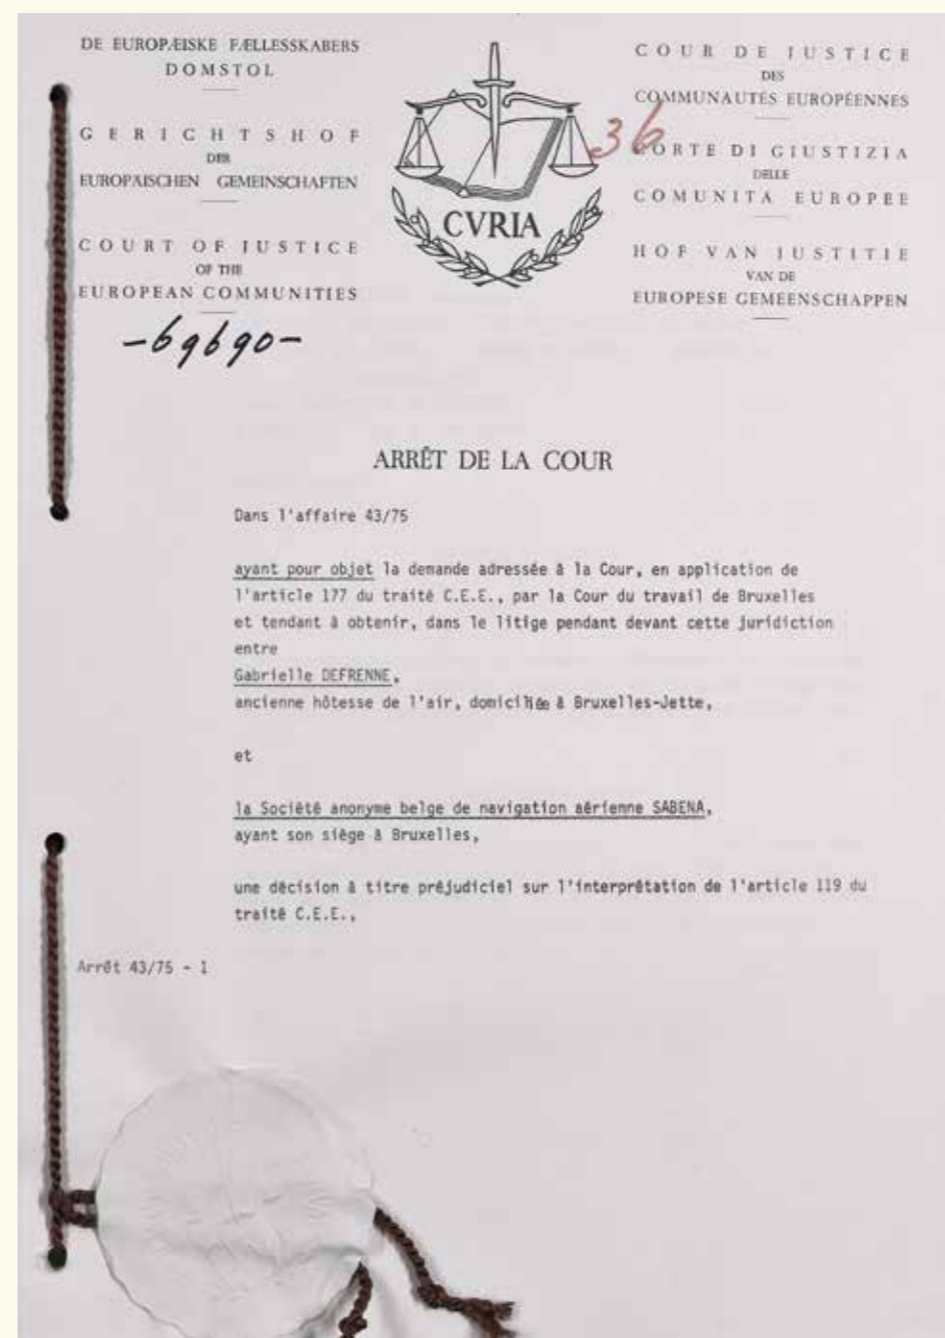 DE EUROPÆISKE FÆLLESSKABERS
DOMSTOL
GERICHTSHOF
DER
EUROPÄISCHEN GEMEINSCHAFTEN
COURT OF JUSTICE
OF THE
EUROPEAN COMMUNITIES
-69690-
CVRIA
36
COUR DE JUSTICE
DES
COMMUNAUTÉS EUROPÉENNES
CORTE DI GIUSTIZIA
DELLE
COMUNITÀ EUROPEE
HOF VAN JUSTITIE
VAN DE
EUROPESE GEMEENSCHAPPEN
ARRÊT DE LA COUR
Dans l'affaire 43/75
ayant pour objet la demande adressée à la Cour, en application de
l'article 177 du traité C.E.E., par la Cour du travail de Bruxelles
et tendant à obtenir, dans le litige pendant devant cette juridiction
entre
Gabrielle DEFRENNE,
ancienne hôtesse de l'air, domiciliée à Bruxelles-Jette,
et
la Société anonyme belge de navigation aérienne SABENA,
ayant son siège à Bruxelles,
une décision à titre préjudiciel sur l'interprétation de l'article 119 du
traité C.E.E.,
Arrêt 43/75 - 1